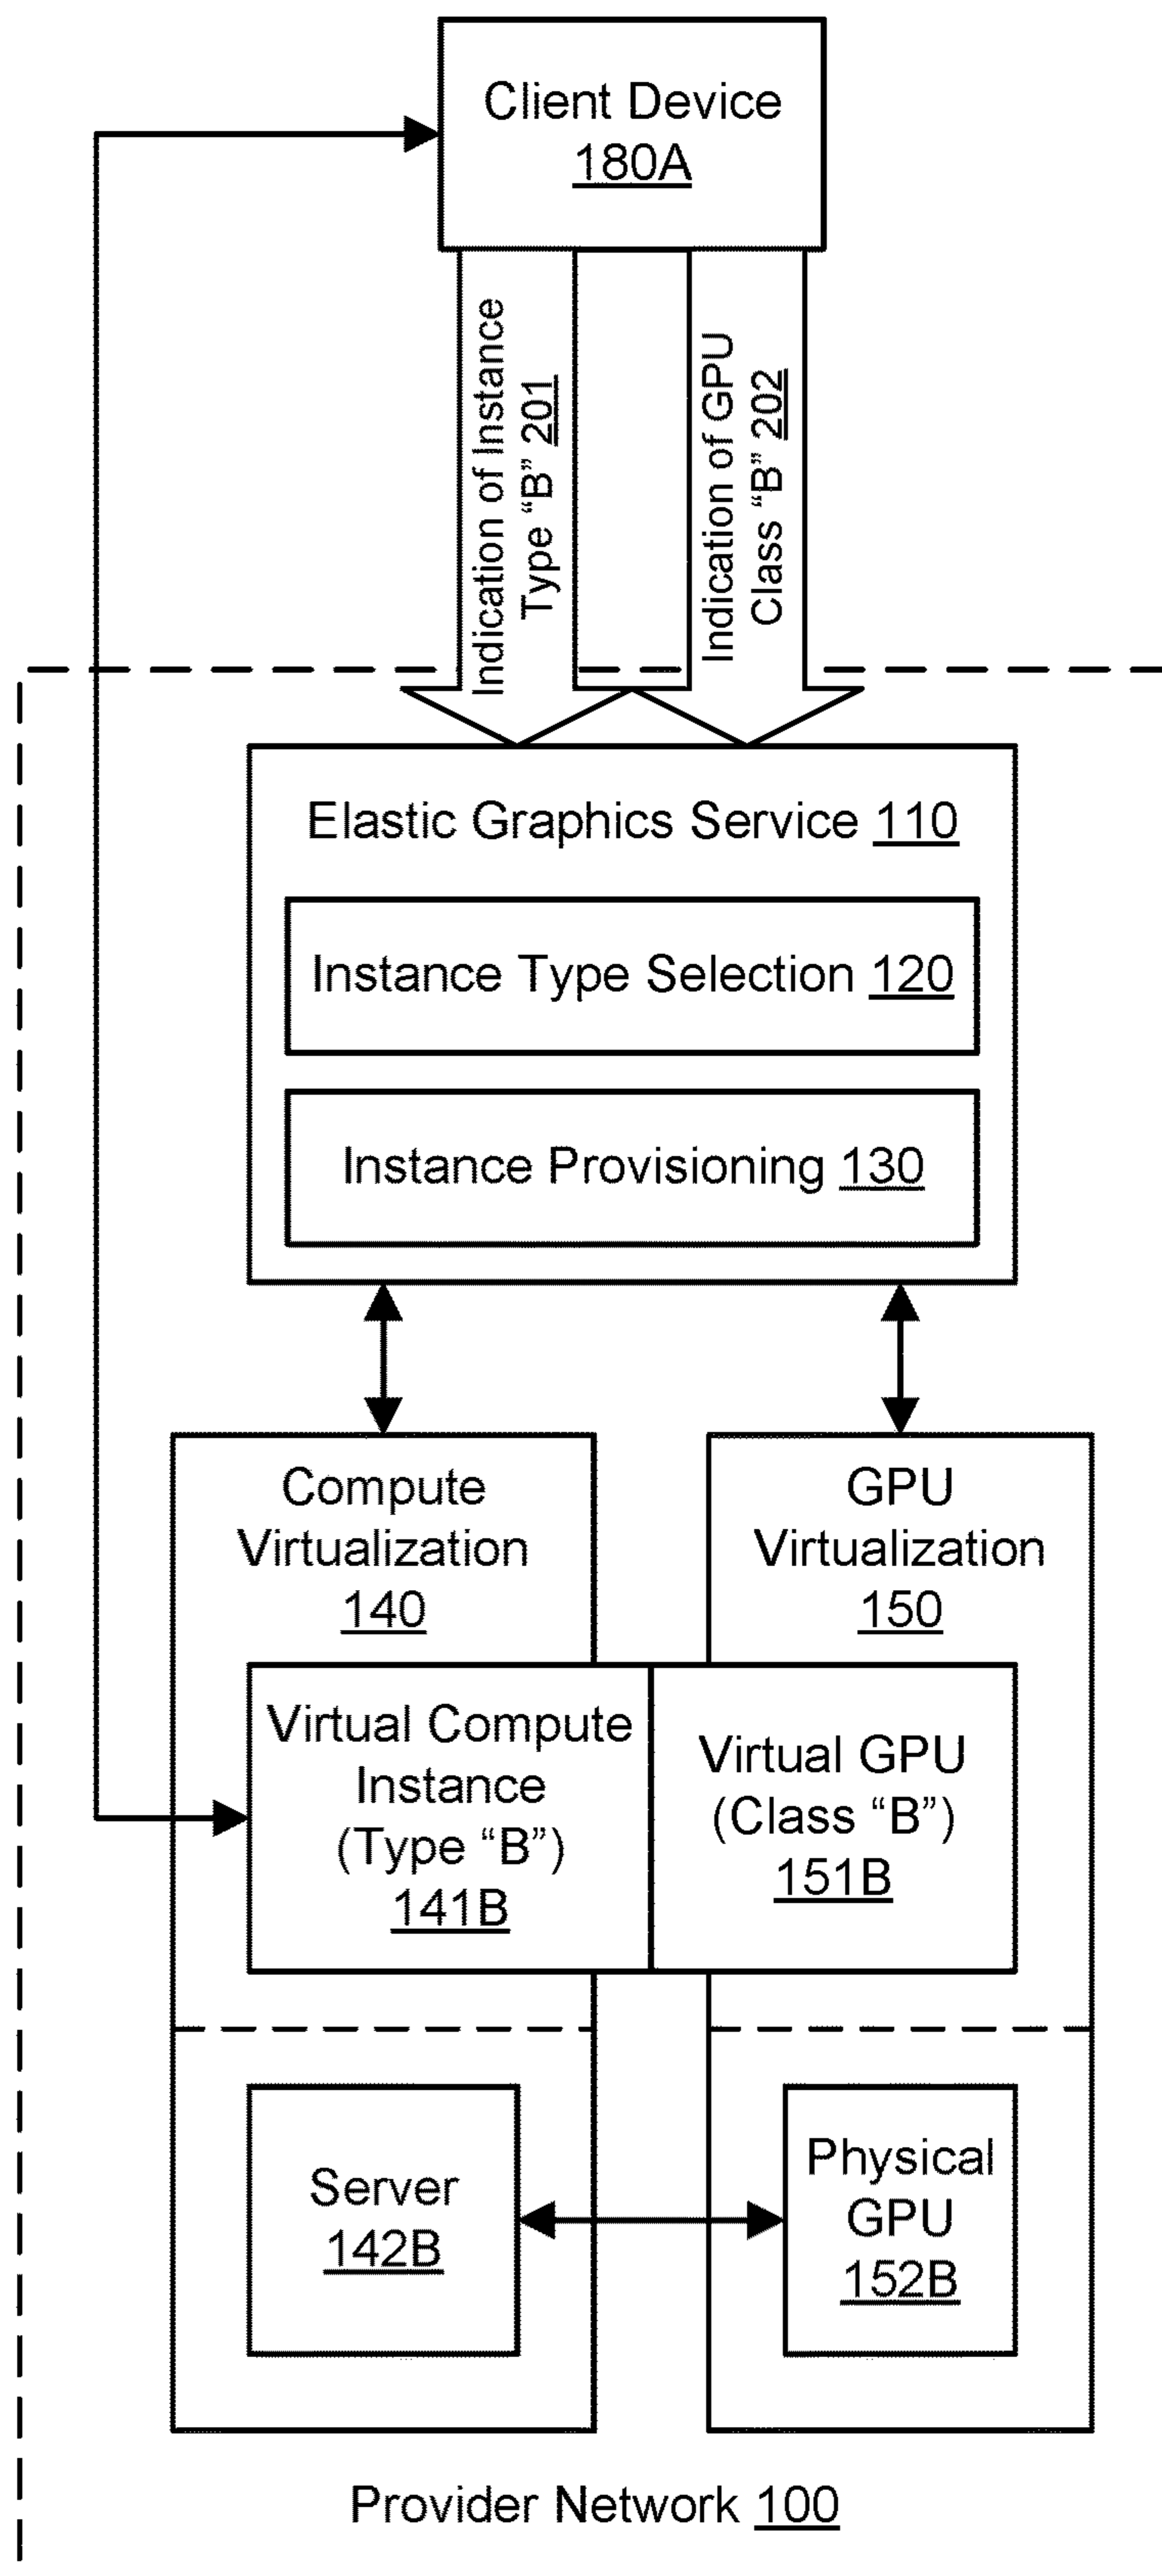 Client Device
180A
Indication of Instance
Type “B” 201
Indication of GPU
Class “B” 202
Elastic Graphics Service 110
Instance Type Selection 120
Instance Provisioning 130
Compute
Virtualization
140
GPU
Virtualization
150
Virtual Compute
Instance
(Type “B”)
141B
Virtual GPU
(Class “B”)
151B
Server
142B
Physical
GPU
152B
Provider Network 100